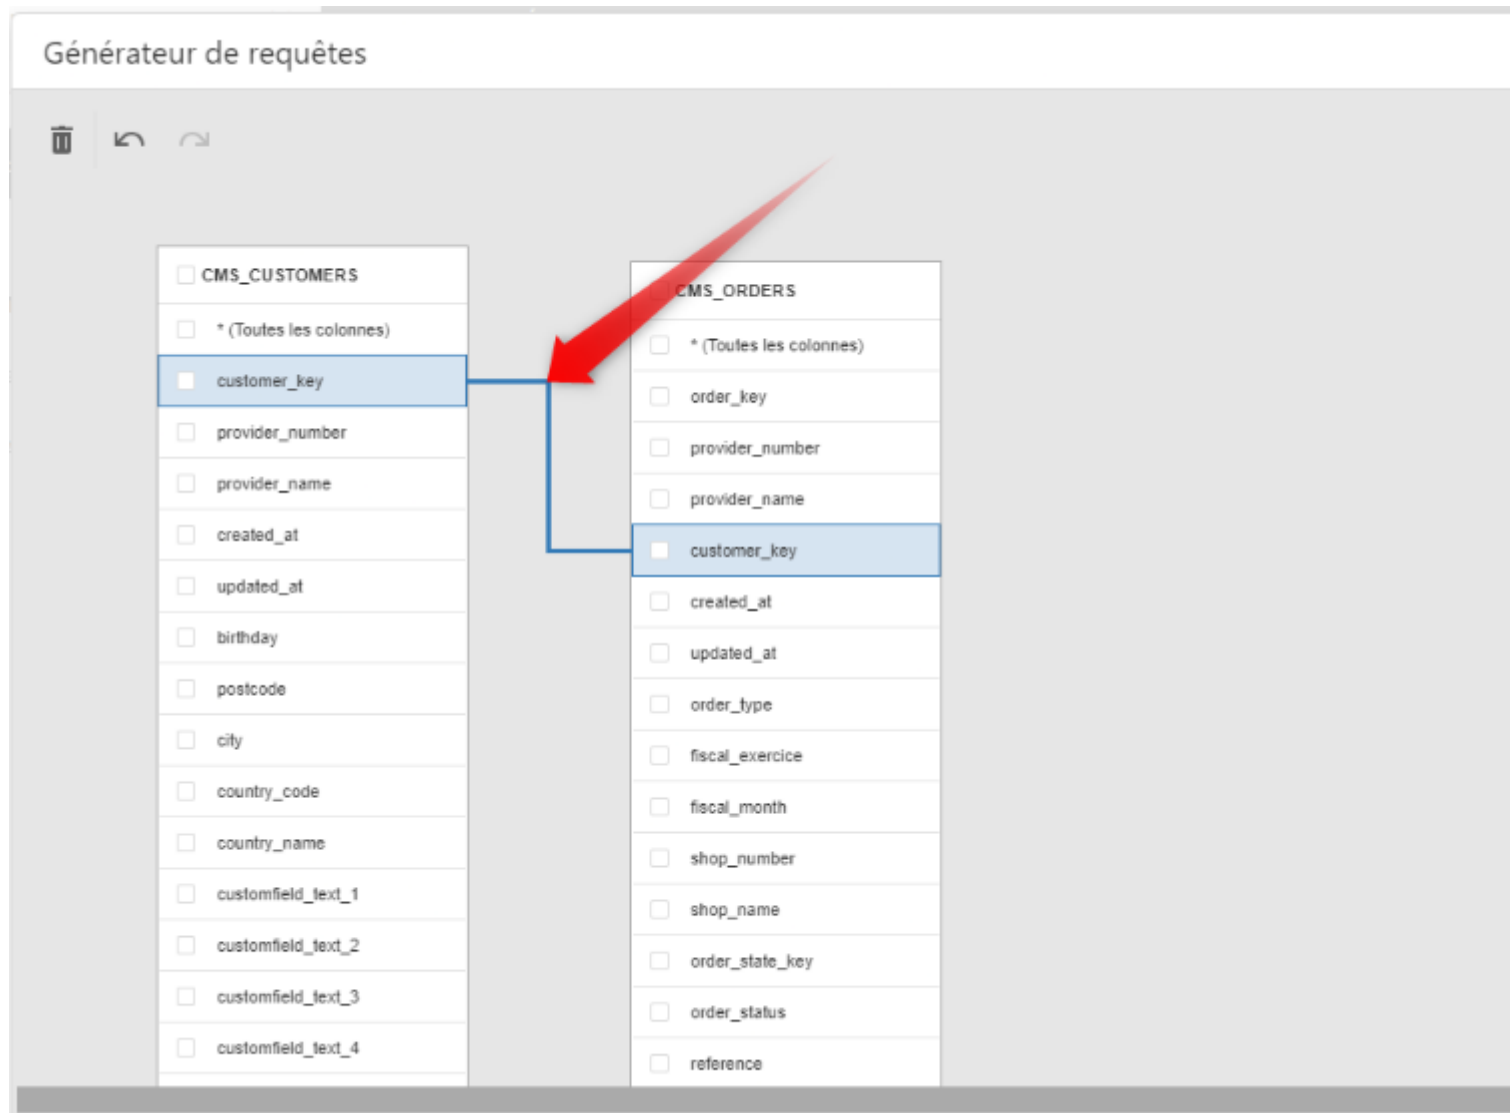 Générateur de requêtes
CMS_CUSTOMERS
* (Toutes les colonnes)
customer_key
provider_number
provider_name
created_at
updated_at
birthday
postcode
city
country_code
country_name
customfield_text_1
customfield_text_2
customfield_text_3
customfield_text_4
CMS_ORDERS
* (Toutes les colonnes)
order_key
provider_number
provider_name
customer_key
created_at
updated_at
order_type
fiscal_exercice
fiscal_month
shop_number
shop_name
order_state_key
order_status
reference